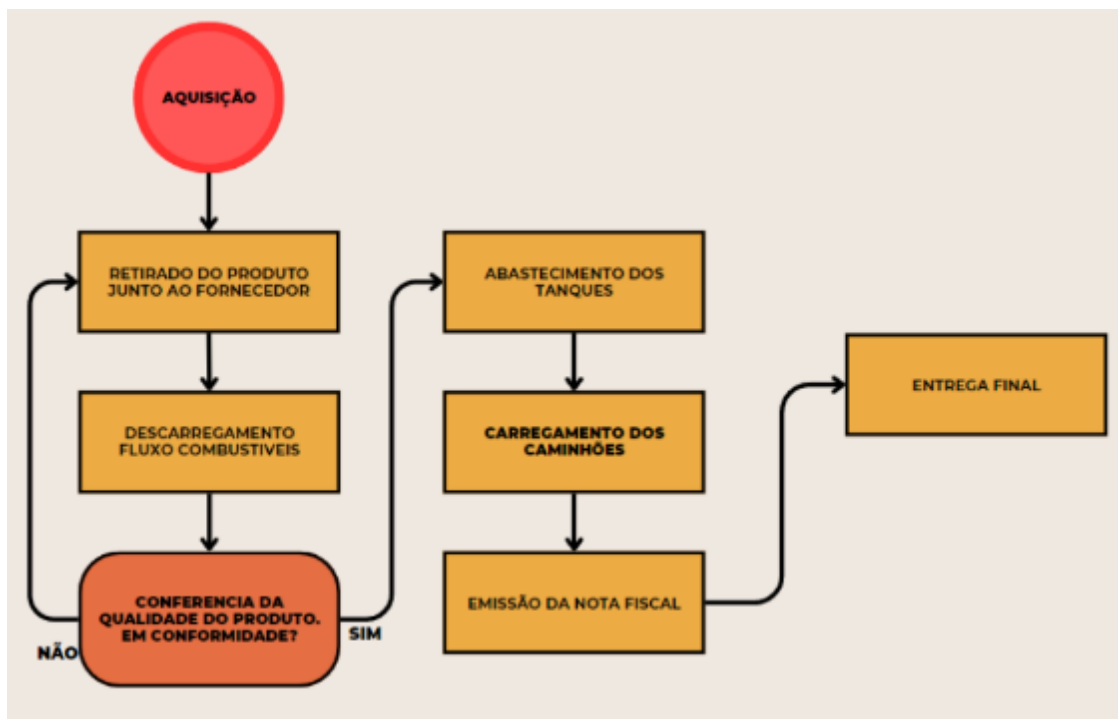 AQUISIÇÃO
RETIRADO DO PRODUTO
JUNTO AO FORNECEDOR
DESCARREGAMENTO
FLUXO COMBUSTIVEIS
CONFERENCIA DA
QUALIDADE DO PRODUTO.
EM CONFORMIDADE?
NÃO
SIM
ABASTECIMENTO DOS
TANQUES
CARREGAMENTO DOS
CAMINHÕES
EMISSÃO DA NOTA FISCAL
ENTREGA FINAL